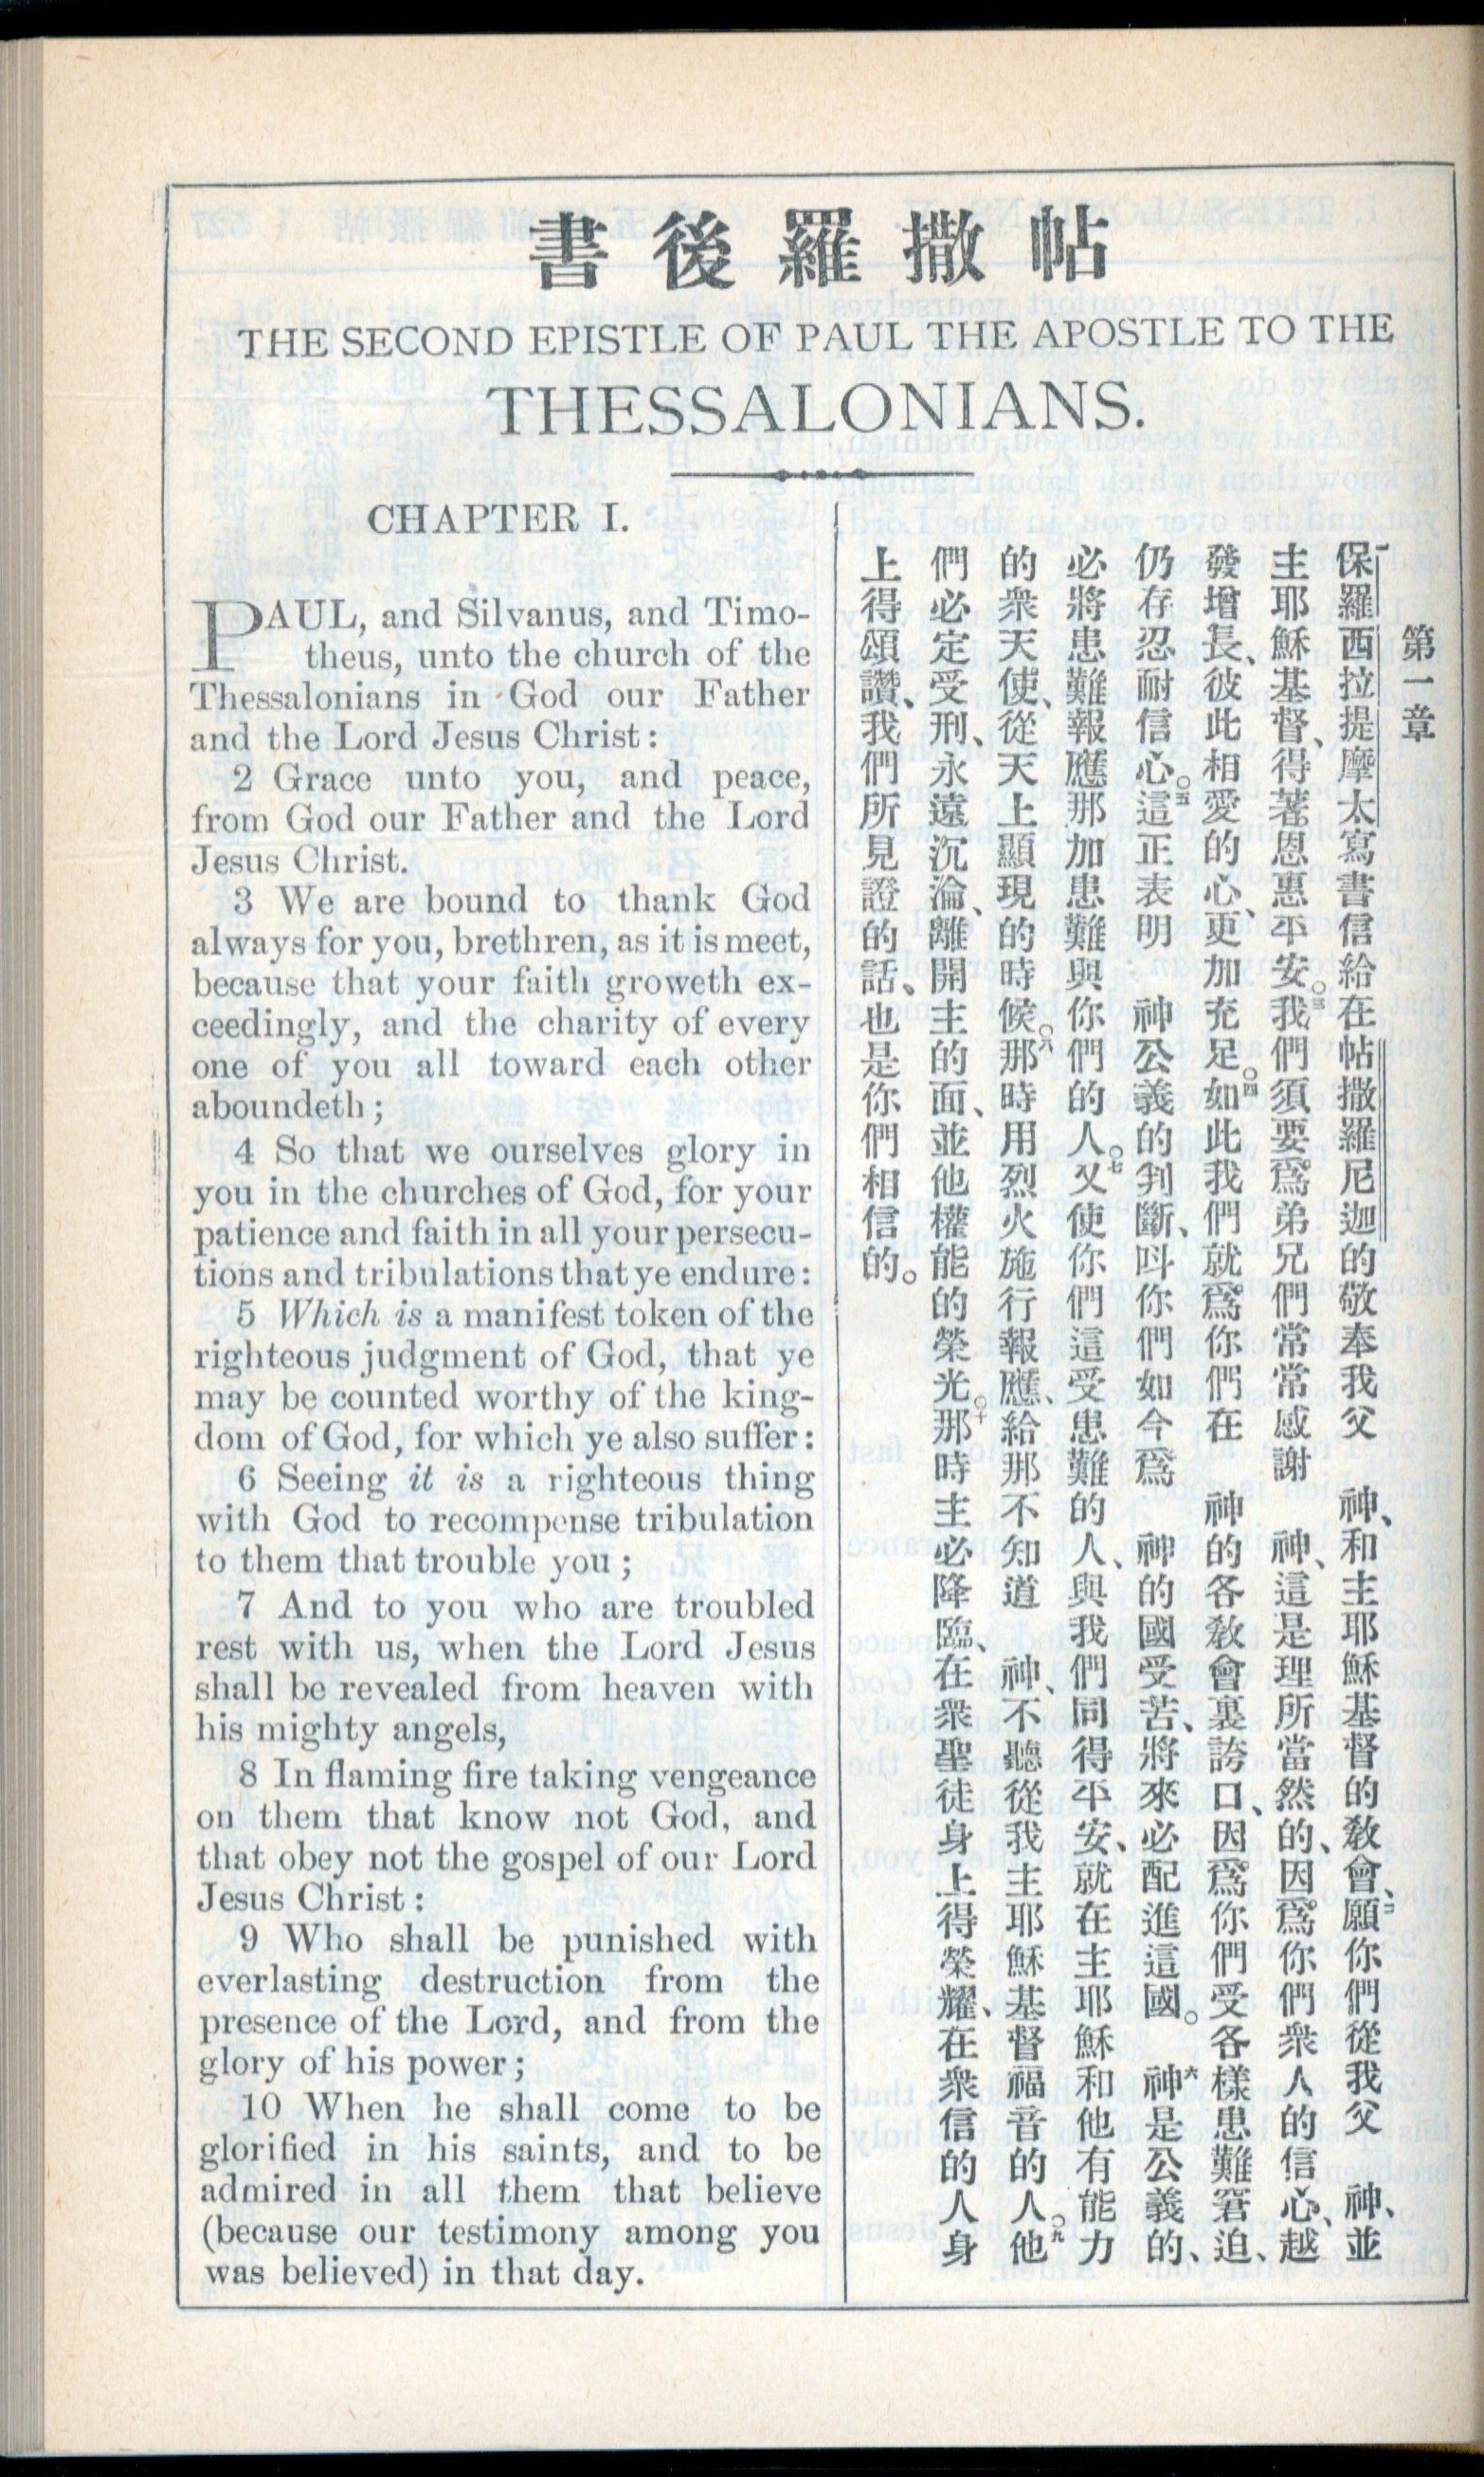 書後羅撒帖
THE SECOND EPISTLE OF PAUL THE APOSTLE TO THE
THESSALONIANS.
CHAPTER I.
PAUL, and Silvanus, and Timo-
theus, unto the church of the
Thessalonians in God our Father
and the Lord Jesus Christ:
2 Grace unto you, and peace,
from God our Father and the Lord
Jesus Christ.
3 We are bound to thank God
always for you, brethren, as it is meet,
because that your faith groweth ex-
ceedingly, and the charity of every
one of you all toward each other
aboundeth;
4 So that we ourselves glory in
you in the churches of God, for your
patience and faith in all your persecu-
tions and tribulations that ye endure:
5 Which is a manifest token of the
righteous judgment of God, that ye
may be counted worthy of the king-
dom of God, for which ye also suffer:
6 Seeing it is a righteous thing
with God to recompense tribulation
to them that trouble you;
7 And to you who are troubled
rest with us, when the Lord Jesus
shall be revealed from heaven with
his mighty angels,
8 In flaming fire taking vengeance
on them that know not God, and
that obey not the gospel of our Lord
Jesus Christ:
9 Who shall be punished with
everlasting destruction from the
presence of the Lord, and from the
glory of his power;
10 When he shall come to be
glorified in his saints, and to be
admired in all them that believe
(because our testimony among you
was believed) in that day.
第一章
一保羅西拉提摩太寫書信給在帖撒羅尼迦的敬奉我父　神、和主耶穌基督的教會、二願你們從我父　神、並
主耶穌基督、得著恩惠平安。三我們須要爲弟兄們常常感謝　神、這是理所當然的、因爲你們衆人的信心、越
發增長、彼此相愛的心、更加充足。四如此我們就爲你們在　神的各教會裏誇口、因爲你們受各樣患難窘迫、
仍存忍耐信心。五這正表明　神公義的判斷、呌你們如今爲　神的國受苦、將來必配進這國。　六神是公義的、
必將患難報應那加患難與你們的人。七又使你們這受患難的人、與我們同得平安、就在主耶穌和他有能力
的衆天使、從天上顯現的時候。八那時用烈火施行報應、給那不知道　神、不聽從我主耶穌基督福音的人。九他
們必定受刑、永遠沉淪、離開主的面、並他權能的榮光。十那時主必降臨、在衆聖徒身上得榮耀、在衆信的人身
上得頌讚、我們所見證的話、也是你們相信的。